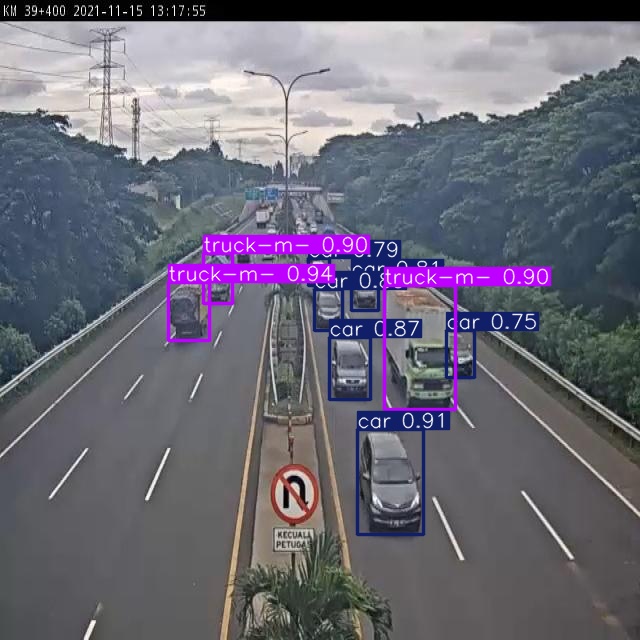 KM 39+400 2021-11-15 13:17:55
truck-m- 0.90
truck-m- 0.94
truck-m- 0.90
car 0.87
car 0.75
car 0.91
KECUALI
PETUGAS